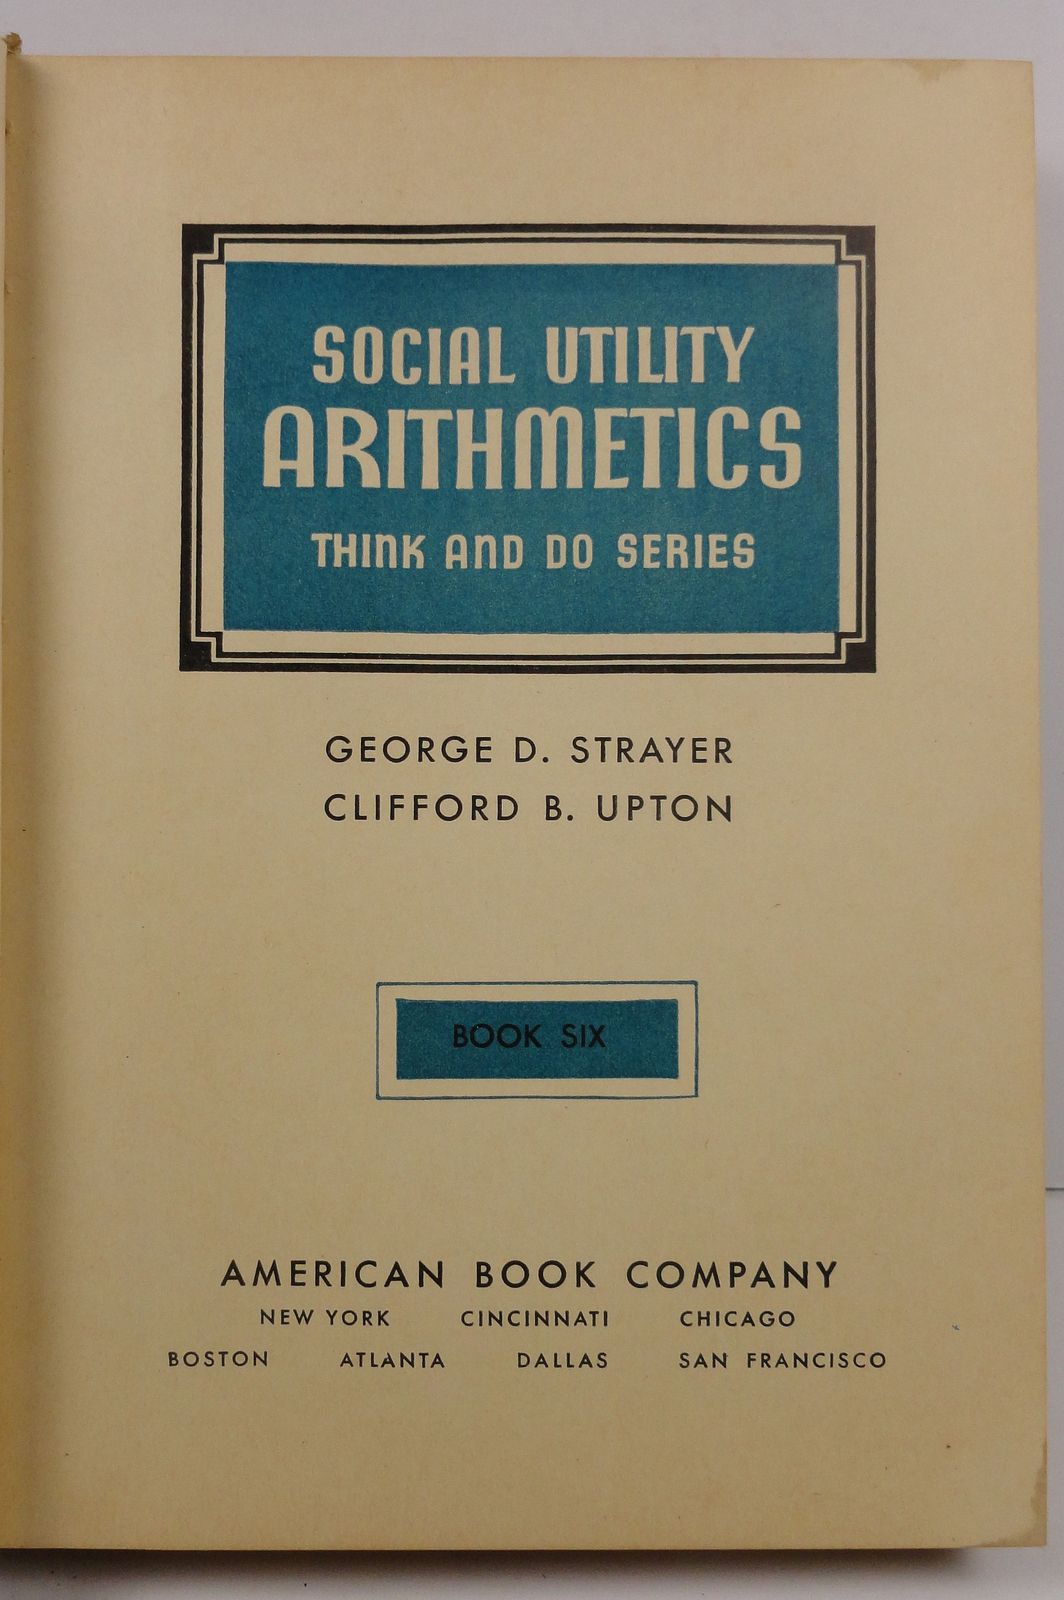 SOCIAL UTILITY
ARITHMETICS
THINK AND DO SERIES
GEORGE D. STRAYER
CLIFFORD B. UPTON
BOOK SIX
AMERICAN BOOK COMPANY
NEW YORK CINCINNATI CHICAGO
BOSTON ATLANTA DALLAS SAN FRANCISCO